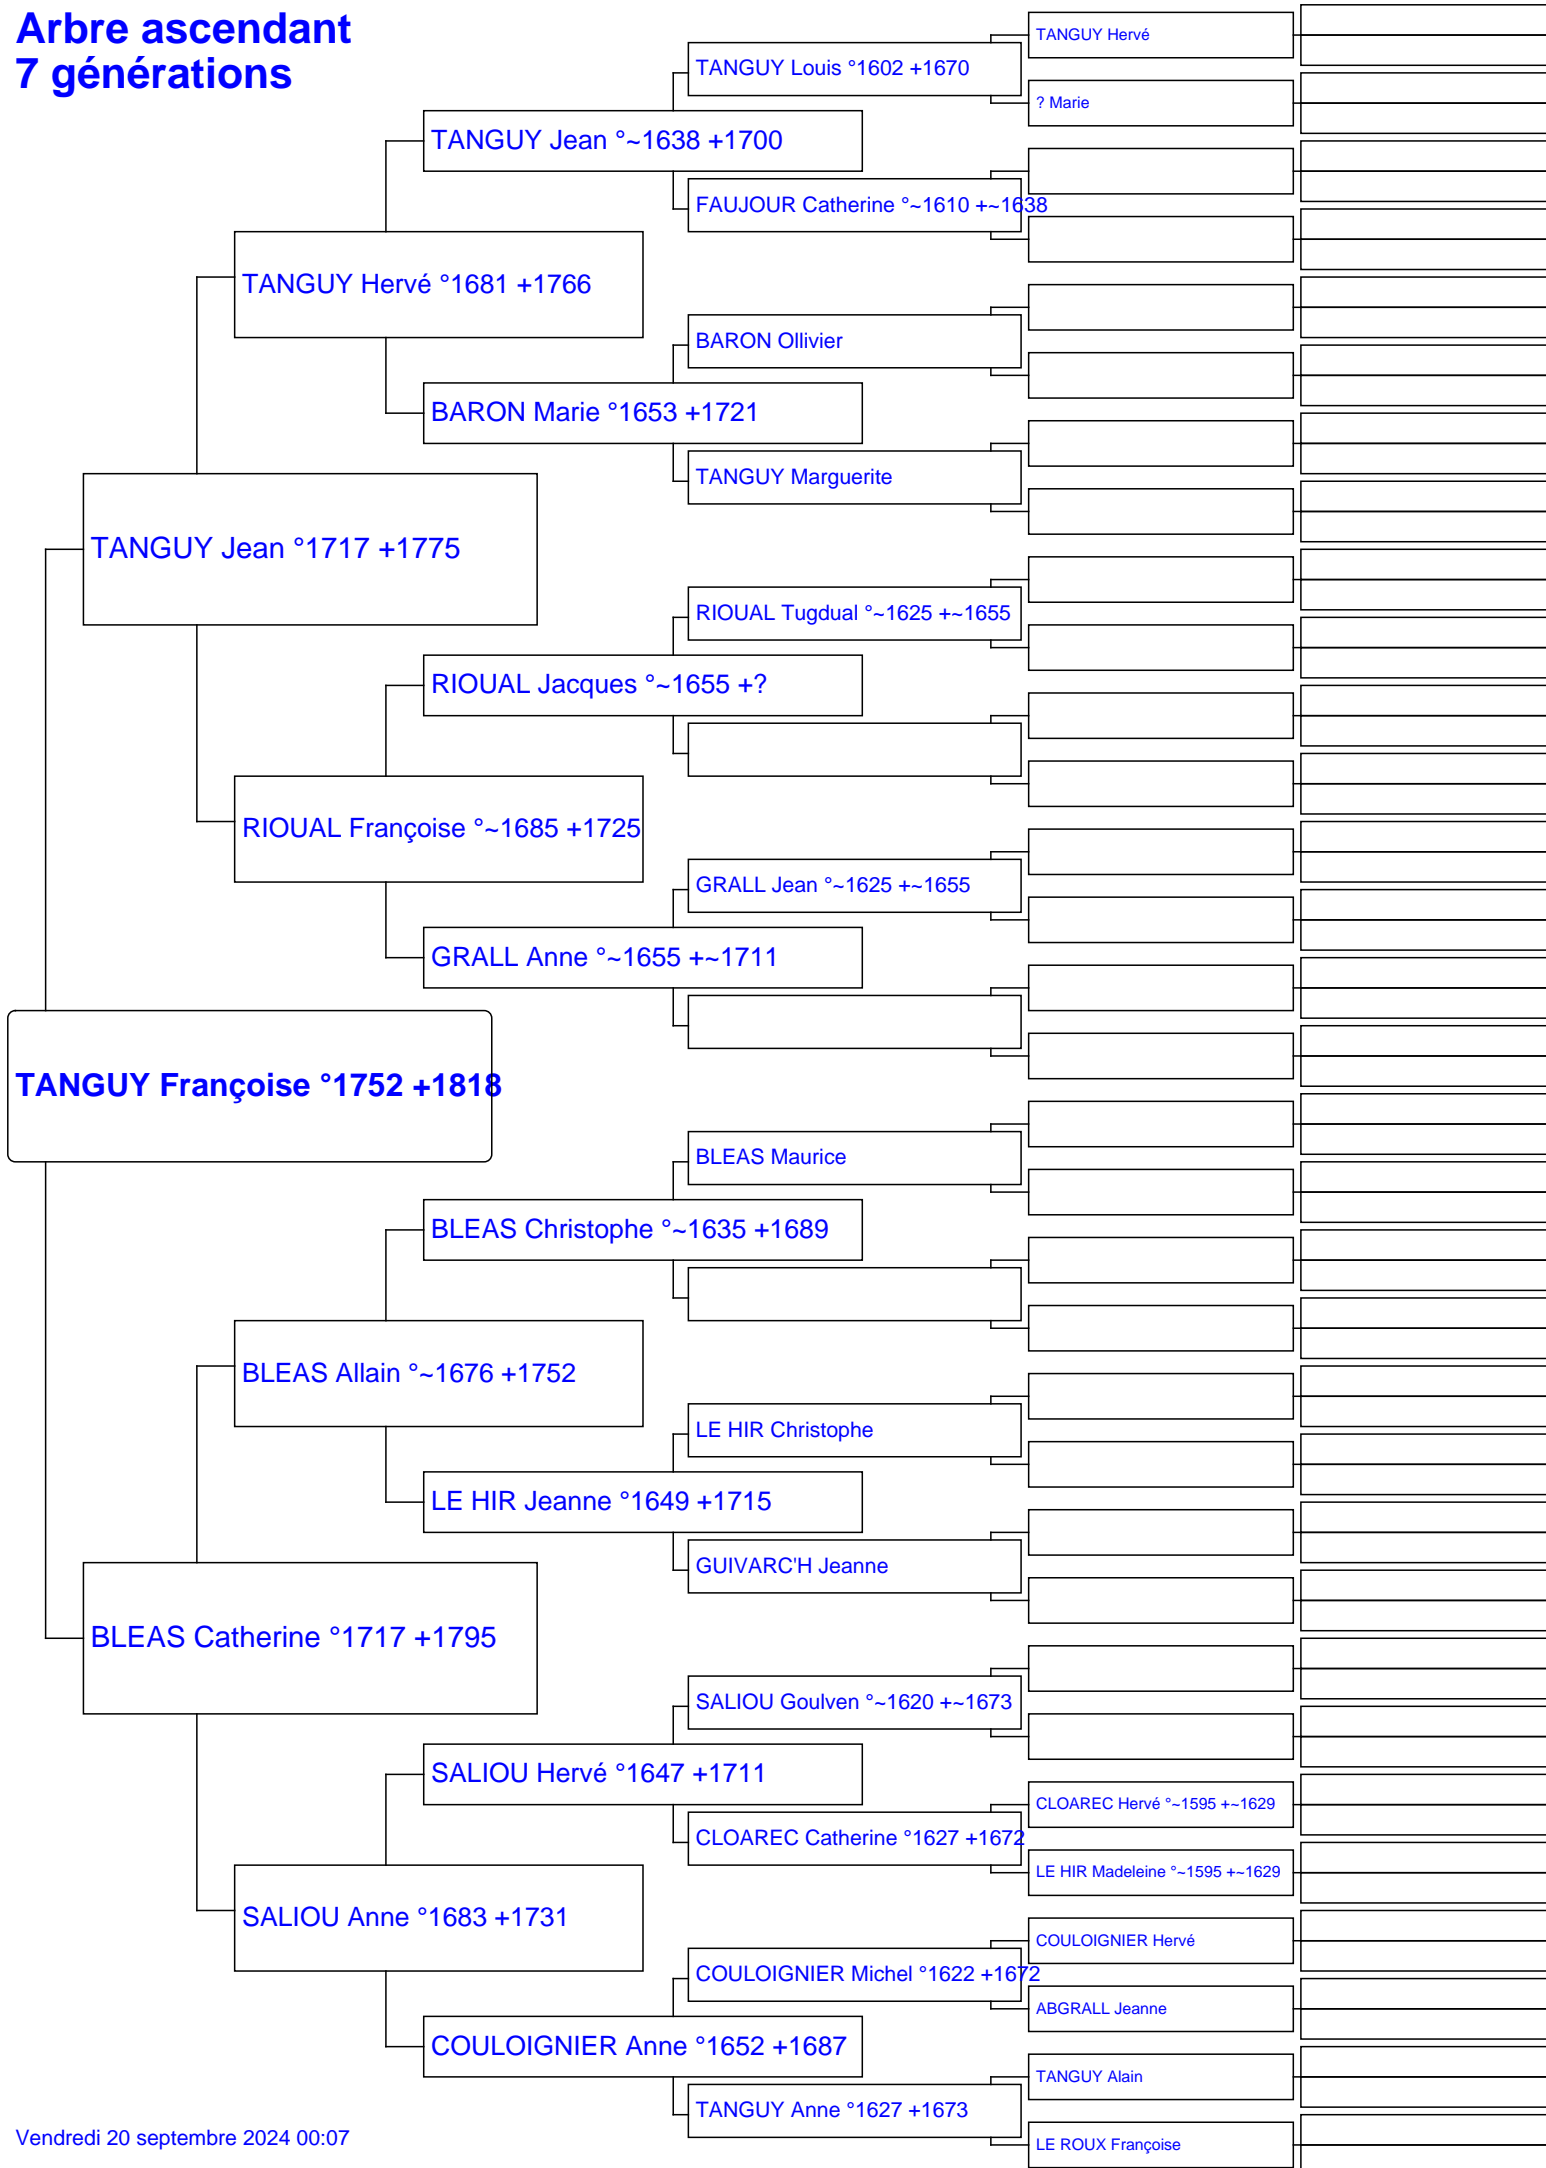 Arbre ascendant
7 générations
TANGUY Hervé
TANGUY Louis °1602 +1670
? Marie
TANGUY Jean °~1638 +1700
FAUJOUR Catherine °~1610 +~1638
TANGUY Hervé °1681 +1766
BARON Ollivier
BARON Marie °1653 +1721
TANGUY Marguerite
TANGUY Jean °1717 +1775
RIOUAL Tugdual °~1625 +~1655
RIOUAL Jacques °~1655 +?
RIOUAL Françoise °~1685 +1725
GRALL Jean °~1625 +~1655
GRALL Anne °~1655 +~1711
TANGUY Françoise °1752 +1818
BLEAS Maurice
BLEAS Christophe °~1635 +1689
BLEAS Allain °~1676 +1752
LE HIR Christophe
LE HIR Jeanne °1649 +1715
GUIVARC'H Jeanne
BLEAS Catherine °1717 +1795
SALIOU Goulven °~1620 +~1673
SALIOU Hervé °1647 +1711
CLOAREC Hervé °~1595 +~1629
CLOAREC Catherine °1627 +1672
LE HIR Madeleine °~1595 +~1629
SALIOU Anne °1683 +1731
COULOIGNIER Hervé
COULOIGNIER Michel °1622 +1672
ABGRALL Jeanne
COULOIGNIER Anne °1652 +1687
TANGUY Alain
TANGUY Anne °1627 +1673
LE ROUX Françoise
Vendredi 20 septembre 2024 00:07